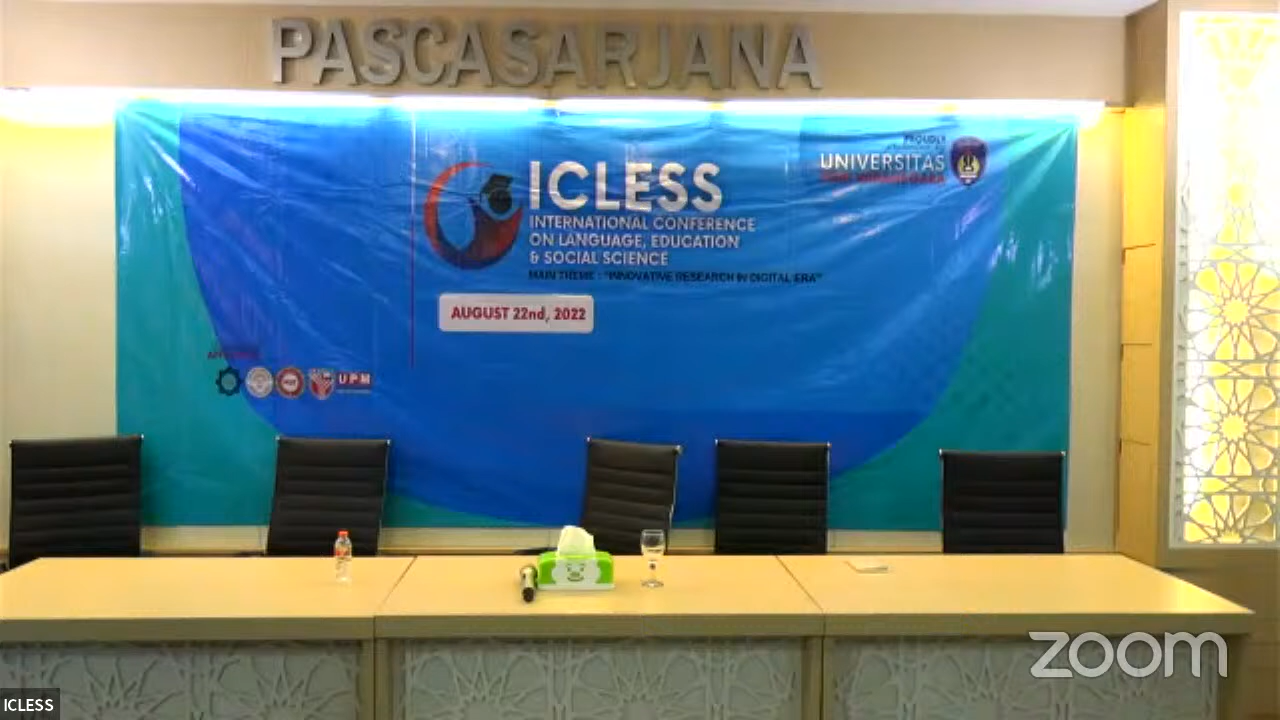 PASCASARJANA
PROUDLY
UNIVERSITAS
ICLESS
INTERNATIONAL CONFERENCE
ON LANGUAGE, EDUCATION
& SOCIAL SCIENCE
MAIN THEME : "INNOVATIVE RESEARCH IN DIGITAL ERA"
AUGUST 22nd, 2022
UPM
zoom
ICLESS